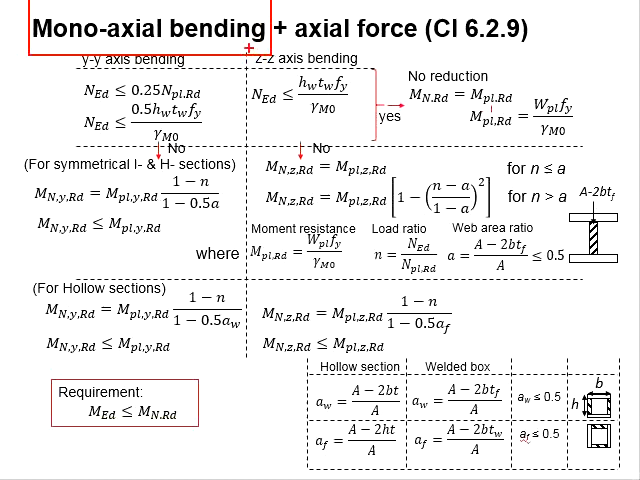 Mono-axial bending + axial force (Cl 6.2.9)
y-y axis bending
z-z axis bending
N_Ed ≤ 0.25N_pl.Rd
N_Ed ≤ 0.5h_w t_w f_y / γ_M0
N_Ed ≤ h_w t_w f_y / γ_M0
yes
No reduction
M_N.Rd = M_pl.Rd
M_pl,Rd = W_pl f_y / γ_M0
No
No
(For symmetrical I- & H- sections)
M_N,y,Rd = M_pl,y,Rd (1 − n) / (1 − 0.5a)
M_N,y,Rd ≤ M_pl,y,Rd
M_N,z,Rd = M_pl,z,Rd for n ≤ a
M_N,z,Rd = M_pl,z,Rd [1 − ((n − a) / (1 − a))^2] for n > a
A-2bt_f
where
Moment resistance
M_pl,Rd = W_pl f_y / γ_M0
Load ratio
n = N_Ed / N_pl,Rd
Web area ratio
a = (A − 2bt_f) / A ≤ 0.5
(For Hollow sections)
M_N,y,Rd = M_pl,y,Rd (1 − n) / (1 − 0.5a_w)
M_N,y,Rd ≤ M_pl,y,Rd
M_N,z,Rd = M_pl,z,Rd (1 − n) / (1 − 0.5a_f)
M_N,z,Rd ≤ M_pl,z,Rd
Requirement:
M_Ed ≤ M_N.Rd
Hollow section Welded box
a_w = (A − 2bt) / A a_w = (A − 2bt_f) / A a_w ≤ 0.5
b
h
a_f = (A − 2ht) / A a_f = (A − 2bt_w) / A a_f ≤ 0.5